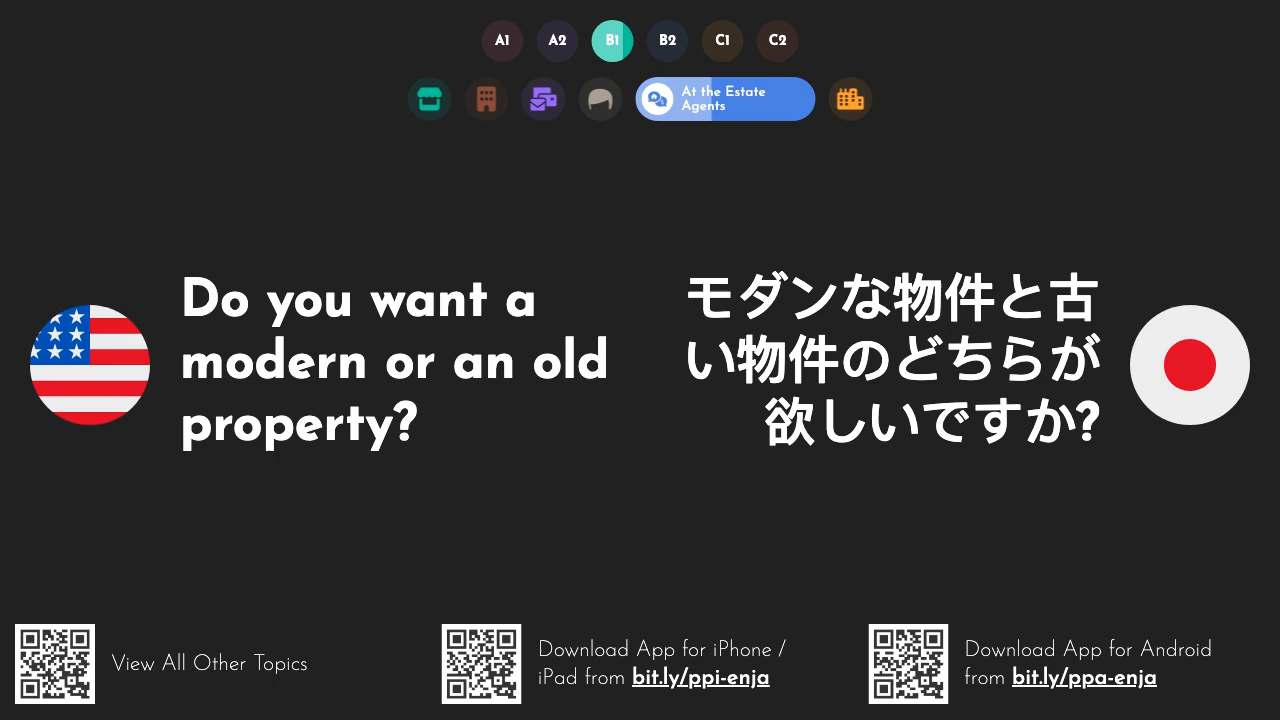 A1 A2 B1 B2 C1 C2
At the Estate
Agents
Do you want a
modern or an old
property?
モダンな物件と古
い物件のどちらが
欲しいですか?
View All Other Topics
Download App for iPhone /
iPad from bit.ly/ppi-enja
Download App for Android
from bit.ly/ppa-enja